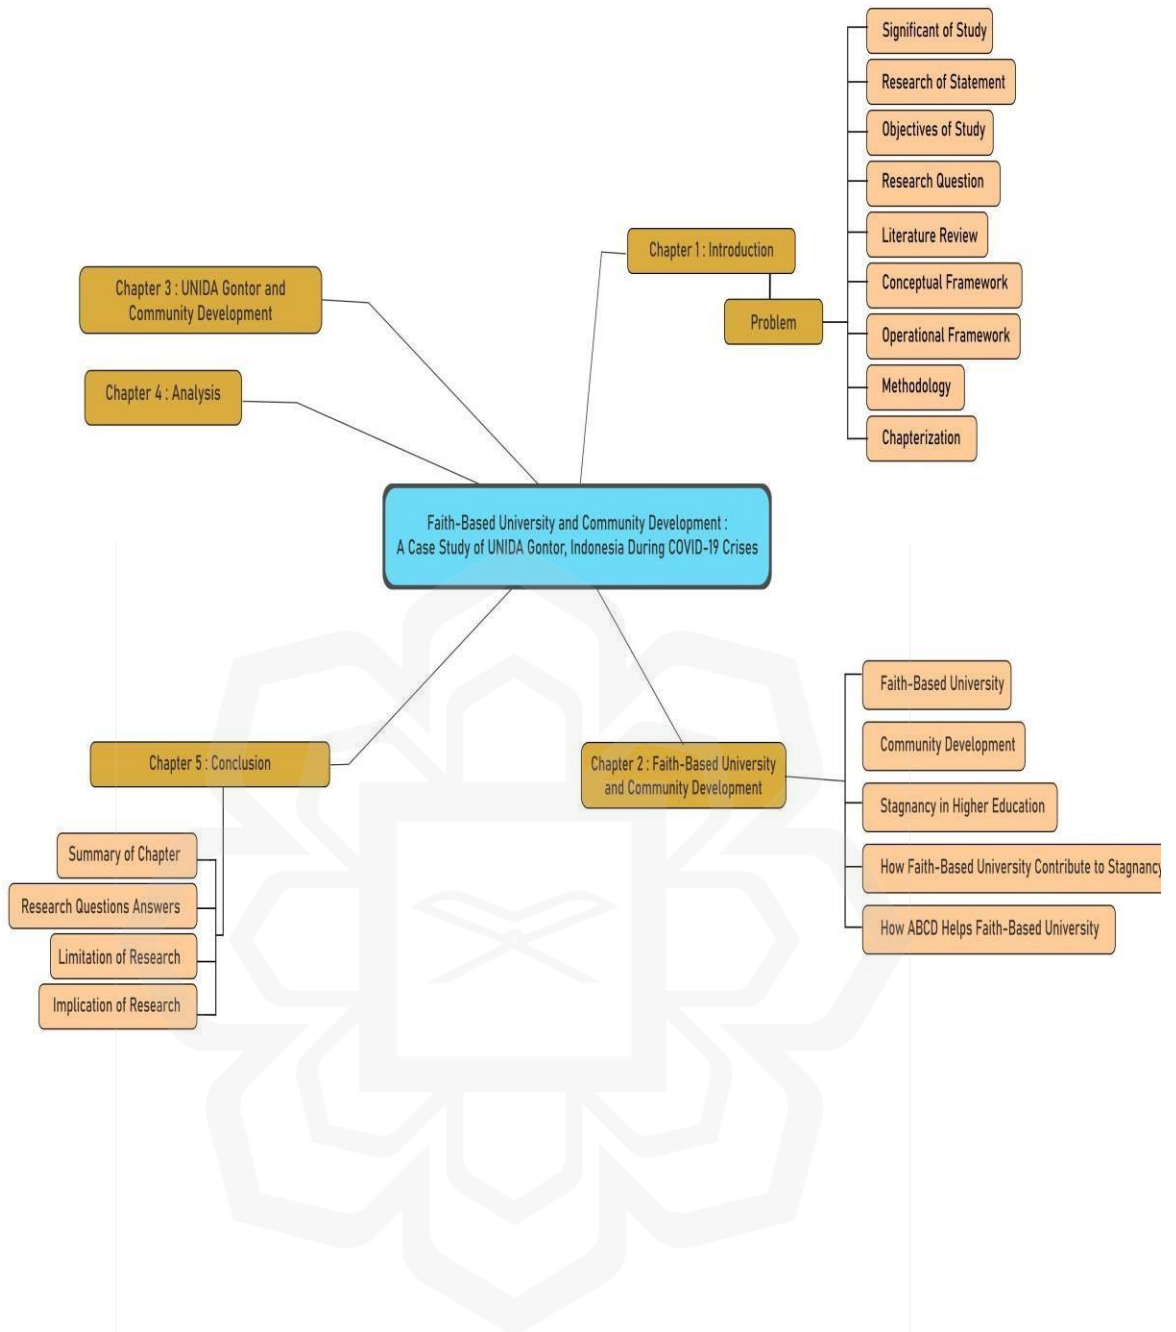 Significant of Study
Research of Statement
Objectives of Study
Research Question
Literature Review
Conceptual Framework
Operational Framework
Methodology
Chapterization
Chapter 1 : Introduction
Problem
Chapter 3 : UNIDA Gontor and
Community Development
Chapter 4 : Analysis
Faith-Based University and Community Development :
A Case Study of UNIDA Gontor, Indonesia During COVID-19 Crises
Chapter 2 : Faith-Based University
and Community Development
Faith-Based University
Community Development
Stagnancy in Higher Education
How Faith-Based University Contribute to Stagnancy
How ABCD Helps Faith-Based University
Chapter 5 : Conclusion
Summary of Chapter
Research Questions Answers
Limitation of Research
Implication of Research